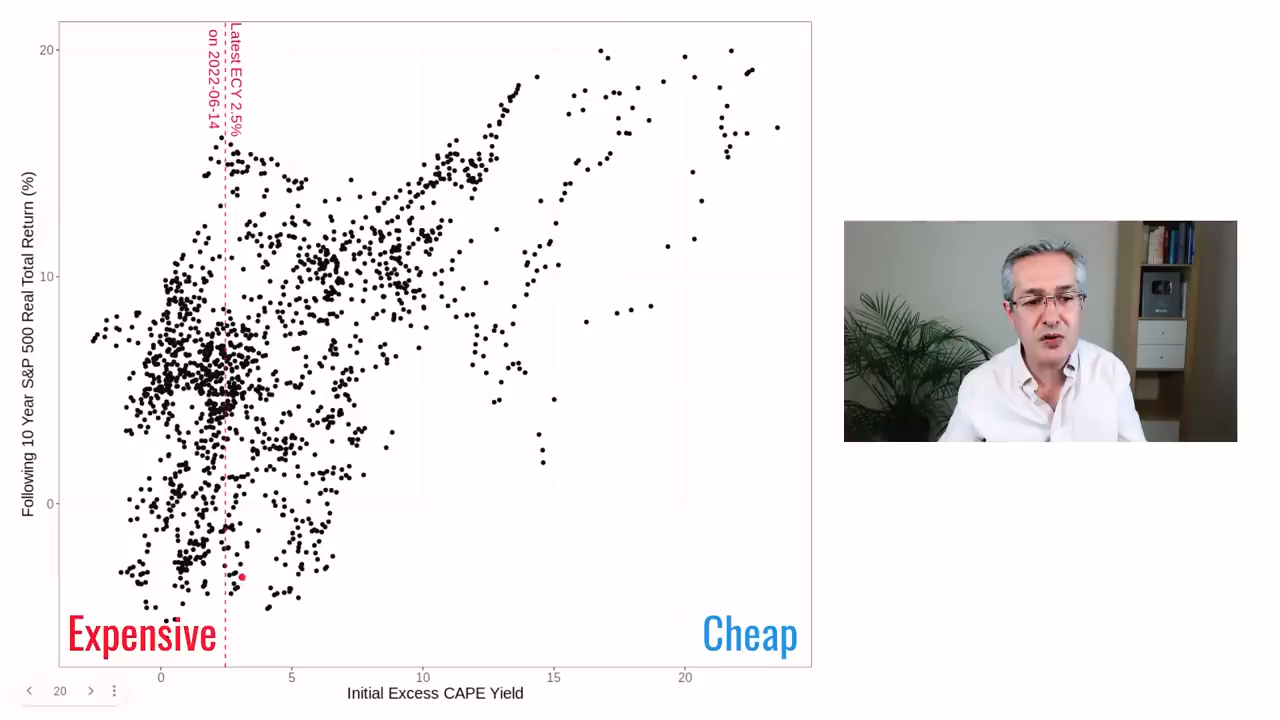 Latest ECY 2.5%
on 2022-06-14
Following 10 Year S&P 500 Real Total Return (%)
20
10
0
Expensive
Cheap
0
5
10
15
20
Initial Excess CAPE Yield
20